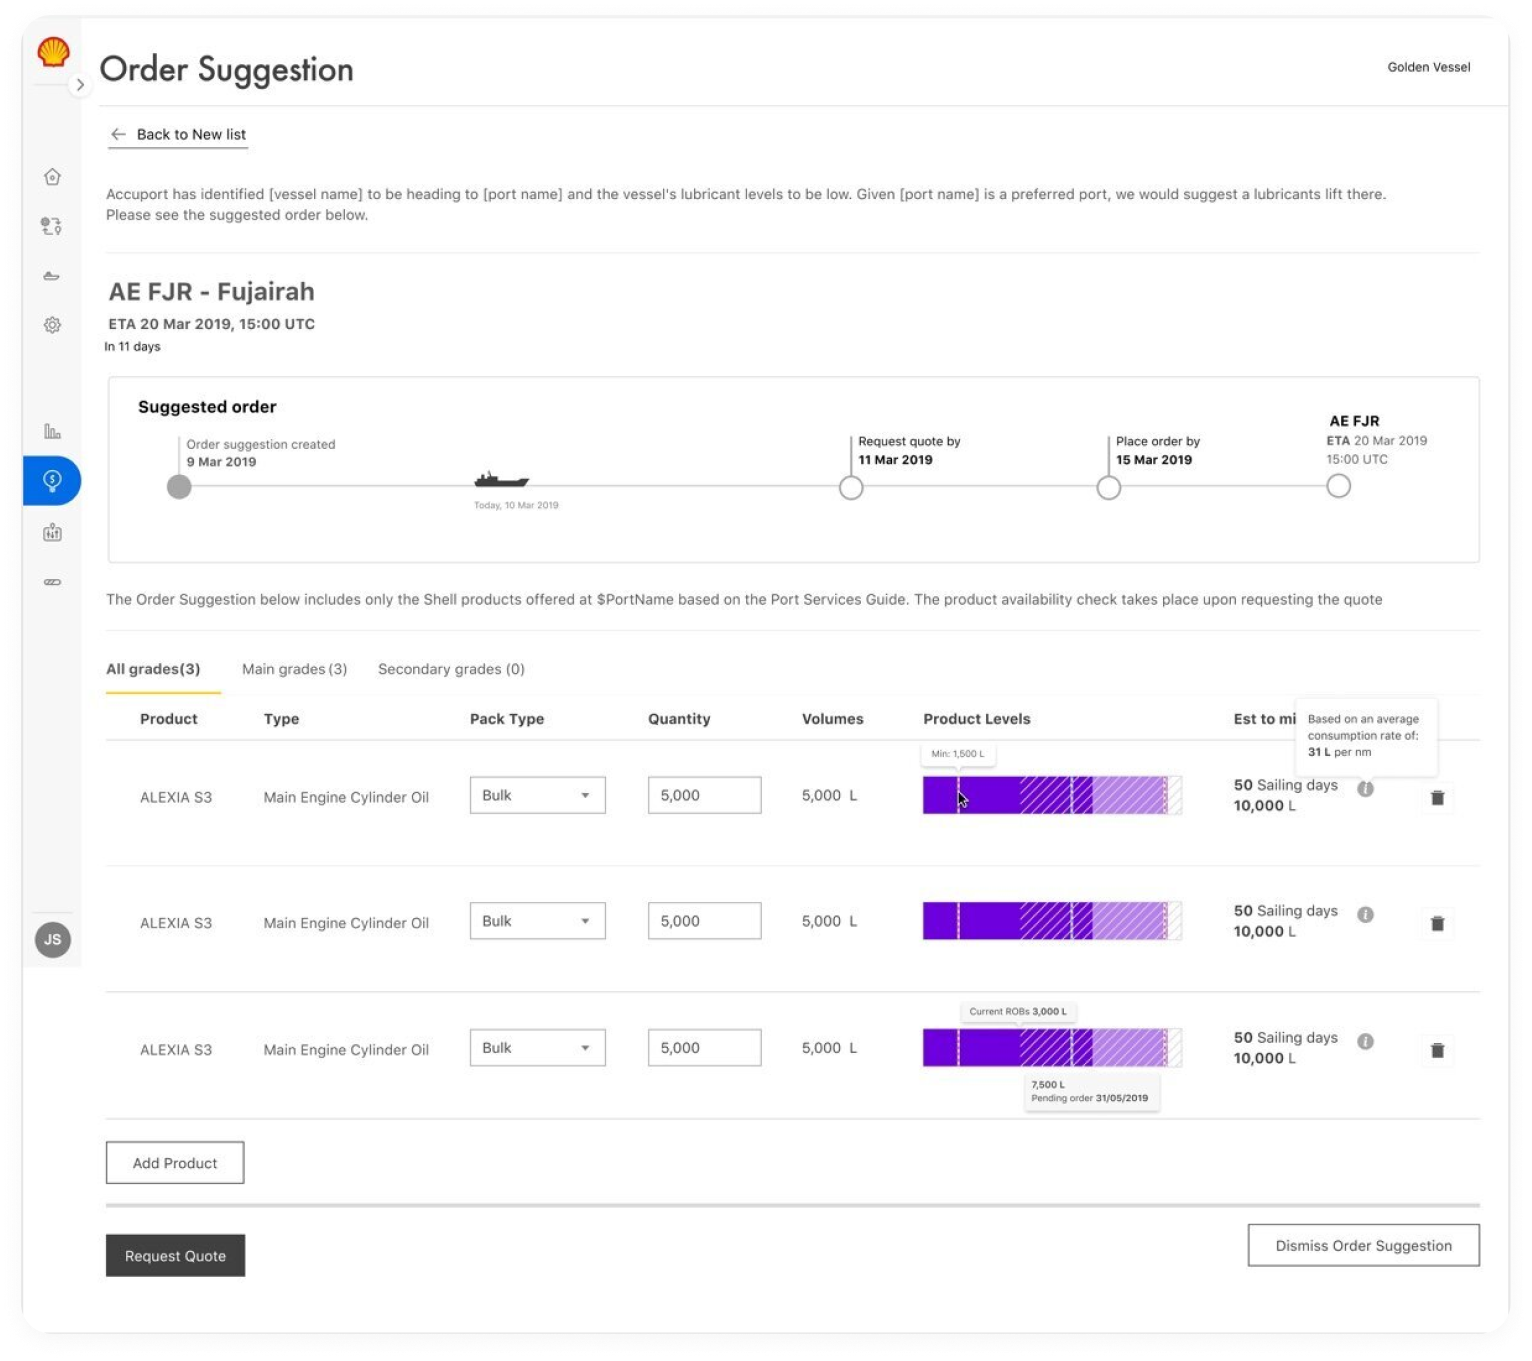 Order Suggestion
Golden Vessel
Back to New list
Accuport has identified [vessel name] to be heading to [port name] and the vessel's lubricant levels to be low. Given [port name] is a preferred port, we would suggest a lubricants lift there.
Please see the suggested order below.
AE FJR - Fujairah
ETA 20 Mar 2019, 15:00 UTC
In 11 days
Suggested order
Order suggestion created
9 Mar 2019
Today, 10 Mar 2019
Request quote by
11 Mar 2019
Place order by
15 Mar 2019
AE FJR
ETA 20 Mar 2019
15:00 UTC
The Order Suggestion below includes only the Shell products offered at $PortName based on the Port Services Guide. The product availability check takes place upon requesting the quote
All grades(3) Main grades (3) Secondary grades (0)
Product Type Pack Type Quantity Volumes Product Levels Est to mi
Based on an average
consumption rate of:
31 L per nm
Min: 1,500 L
ALEXIA S3 Main Engine Cylinder Oil Bulk 5,000 5,000 L
50 Sailing days
10,000 L
ALEXIA S3 Main Engine Cylinder Oil Bulk 5,000 5,000 L
50 Sailing days
10,000 L
Current ROBs 3,000 L
ALEXIA S3 Main Engine Cylinder Oil Bulk 5,000 5,000 L
50 Sailing days
10,000 L
7,500 L
Pending order 31/05/2019
JS
Add Product
Request Quote
Dismiss Order Suggestion